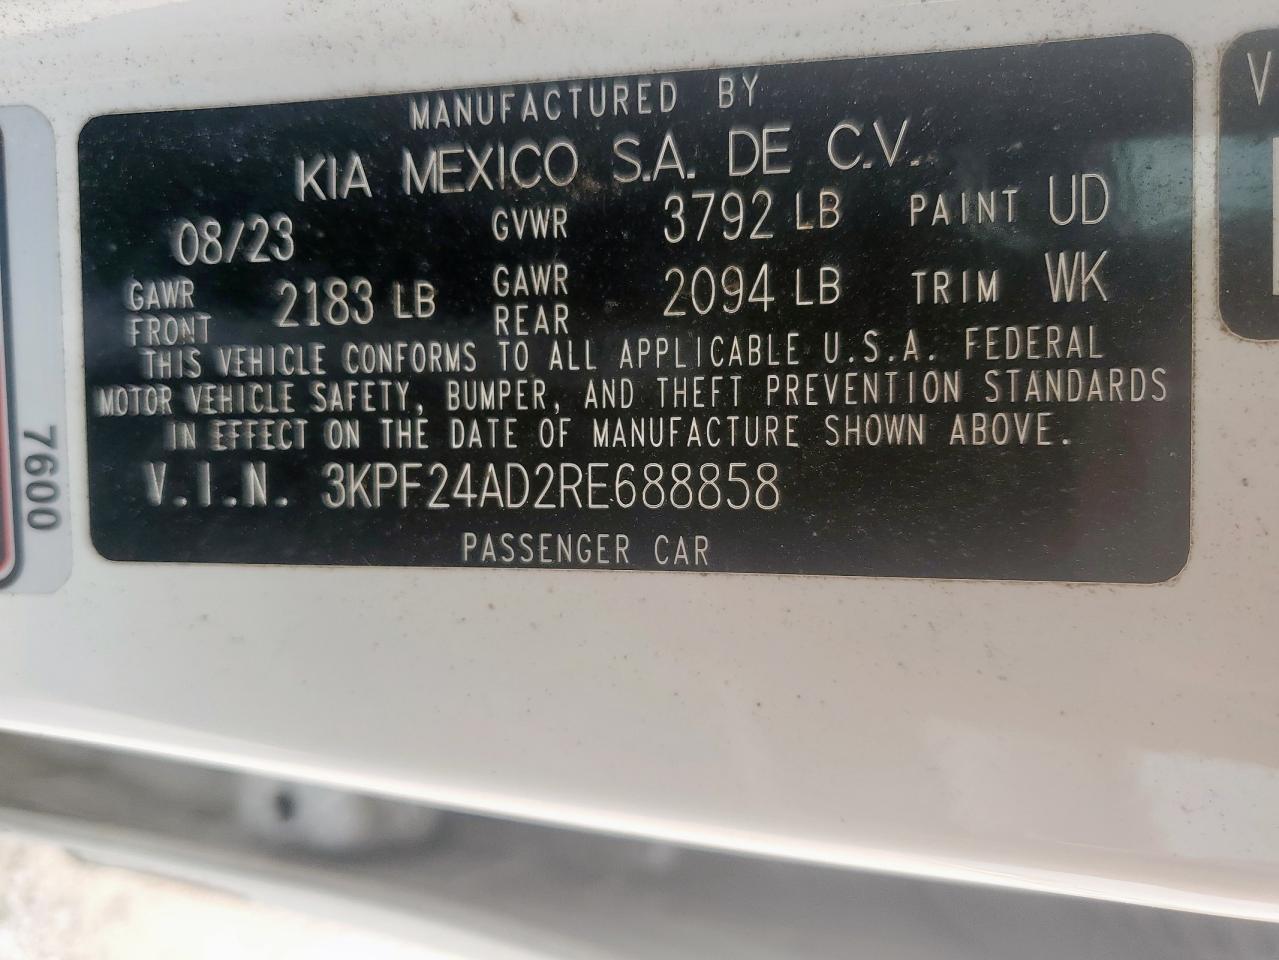 MANUFACTURED BY
KIA MEXICO S.A. DE C.V.
08/23 GVWR 3792 LB PAINT UD
GAWR FRONT 2183 LB GAWR REAR 2094 LB TRIM WK
THIS VEHICLE CONFORMS TO ALL APPLICABLE U.S.A. FEDERAL
MOTOR VEHICLE SAFETY, BUMPER, AND THEFT PREVENTION STANDARDS
IN EFFECT ON THE DATE OF MANUFACTURE SHOWN ABOVE.
V.I.N. 3KPF24AD2RE688858
PASSENGER CAR
7600
V